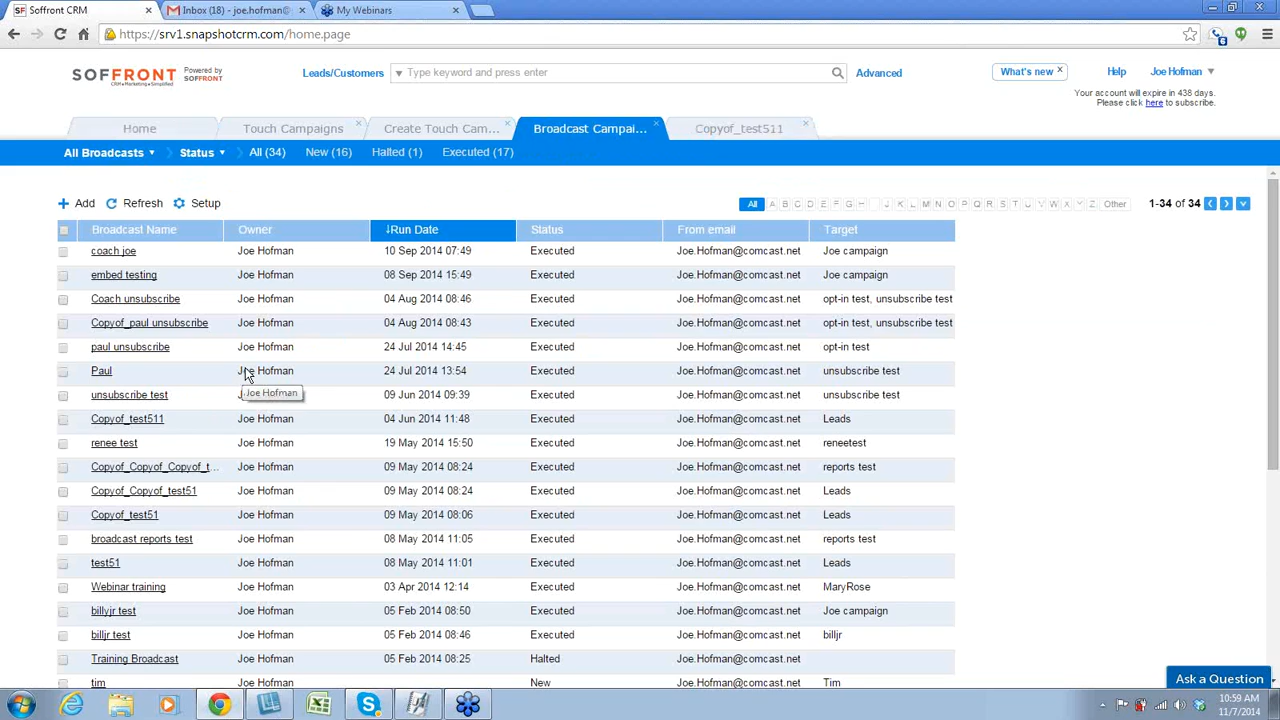 Soffront CRM
Inbox (18) - joe.hofman@
My Webinars
https://srv1.snapshotcrm.com/home.page
6
SOFFRONT
CRM+Marketing+Simplified
Powered by
SOFFRONT
Leads/Customers
Type keyword and press enter
Advanced
What's new x
Help
Joe Hofman
Your account will expire in 438 days.
Please click here to subscribe.
Home
Touch Campaigns
Create Touch Cam...
Broadcast Campai...
Copyof_test511
All Broadcasts
Status
All (34)
New (16)
Halted (1)
Executed (17)
Add
Refresh
Setup
All A B C D E F G H J K L M N O P Q R S T U V W X Y Z Other
1-34 of 34
Broadcast Name Owner ↓Run Date Status From email Target
coach joe Joe Hofman 10 Sep 2014 07:49 Executed Joe.Hofman@comcast.net Joe campaign
embed testing Joe Hofman 08 Sep 2014 15:49 Executed Joe.Hofman@comcast.net Joe campaign
Coach unsubscribe Joe Hofman 04 Aug 2014 08:46 Executed Joe.Hofman@comcast.net opt-in test, unsubscribe test
Copyof_paul unsubscribe Joe Hofman 04 Aug 2014 08:43 Executed Joe.Hofman@comcast.net opt-in test, unsubscribe test
paul unsubscribe Joe Hofman 24 Jul 2014 14:45 Executed Joe.Hofman@comcast.net opt-in test
Paul Joe Hofman 24 Jul 2014 13:54 Executed Joe.Hofman@comcast.net unsubscribe test
Joe Hofman
unsubscribe test 09 Jun 2014 09:39 Executed Joe.Hofman@comcast.net unsubscribe test
Copyof_test511 Joe Hofman 04 Jun 2014 11:48 Executed Joe.Hofman@comcast.net Leads
renee test Joe Hofman 19 May 2014 15:50 Executed Joe.Hofman@comcast.net reneetest
Copyof_Copyof_Copyof_t... Joe Hofman 09 May 2014 08:24 Executed Joe.Hofman@comcast.net reports test
Copyof_Copyof_test51 Joe Hofman 09 May 2014 08:24 Executed Joe.Hofman@comcast.net Leads
Copyof_test51 Joe Hofman 09 May 2014 08:06 Executed Joe.Hofman@comcast.net Leads
broadcast reports test Joe Hofman 08 May 2014 11:05 Executed Joe.Hofman@comcast.net reports test
test51 Joe Hofman 08 May 2014 11:01 Executed Joe.Hofman@comcast.net Leads
Webinar training Joe Hofman 03 Apr 2014 12:14 Executed Joe.Hofman@comcast.net MaryRose
billyjr test Joe Hofman 05 Feb 2014 08:50 Executed Joe.Hofman@comcast.net Joe campaign
billjr test Joe Hofman 05 Feb 2014 08:46 Executed Joe.Hofman@comcast.net billjr
Training Broadcast Joe Hofman 05 Feb 2014 08:25 Halted Joe.Hofman@comcast.net
tim Joe Hofman New Joe.Hofman@comcast.net Tim
Ask a Question
10:59 AM
11/7/2014